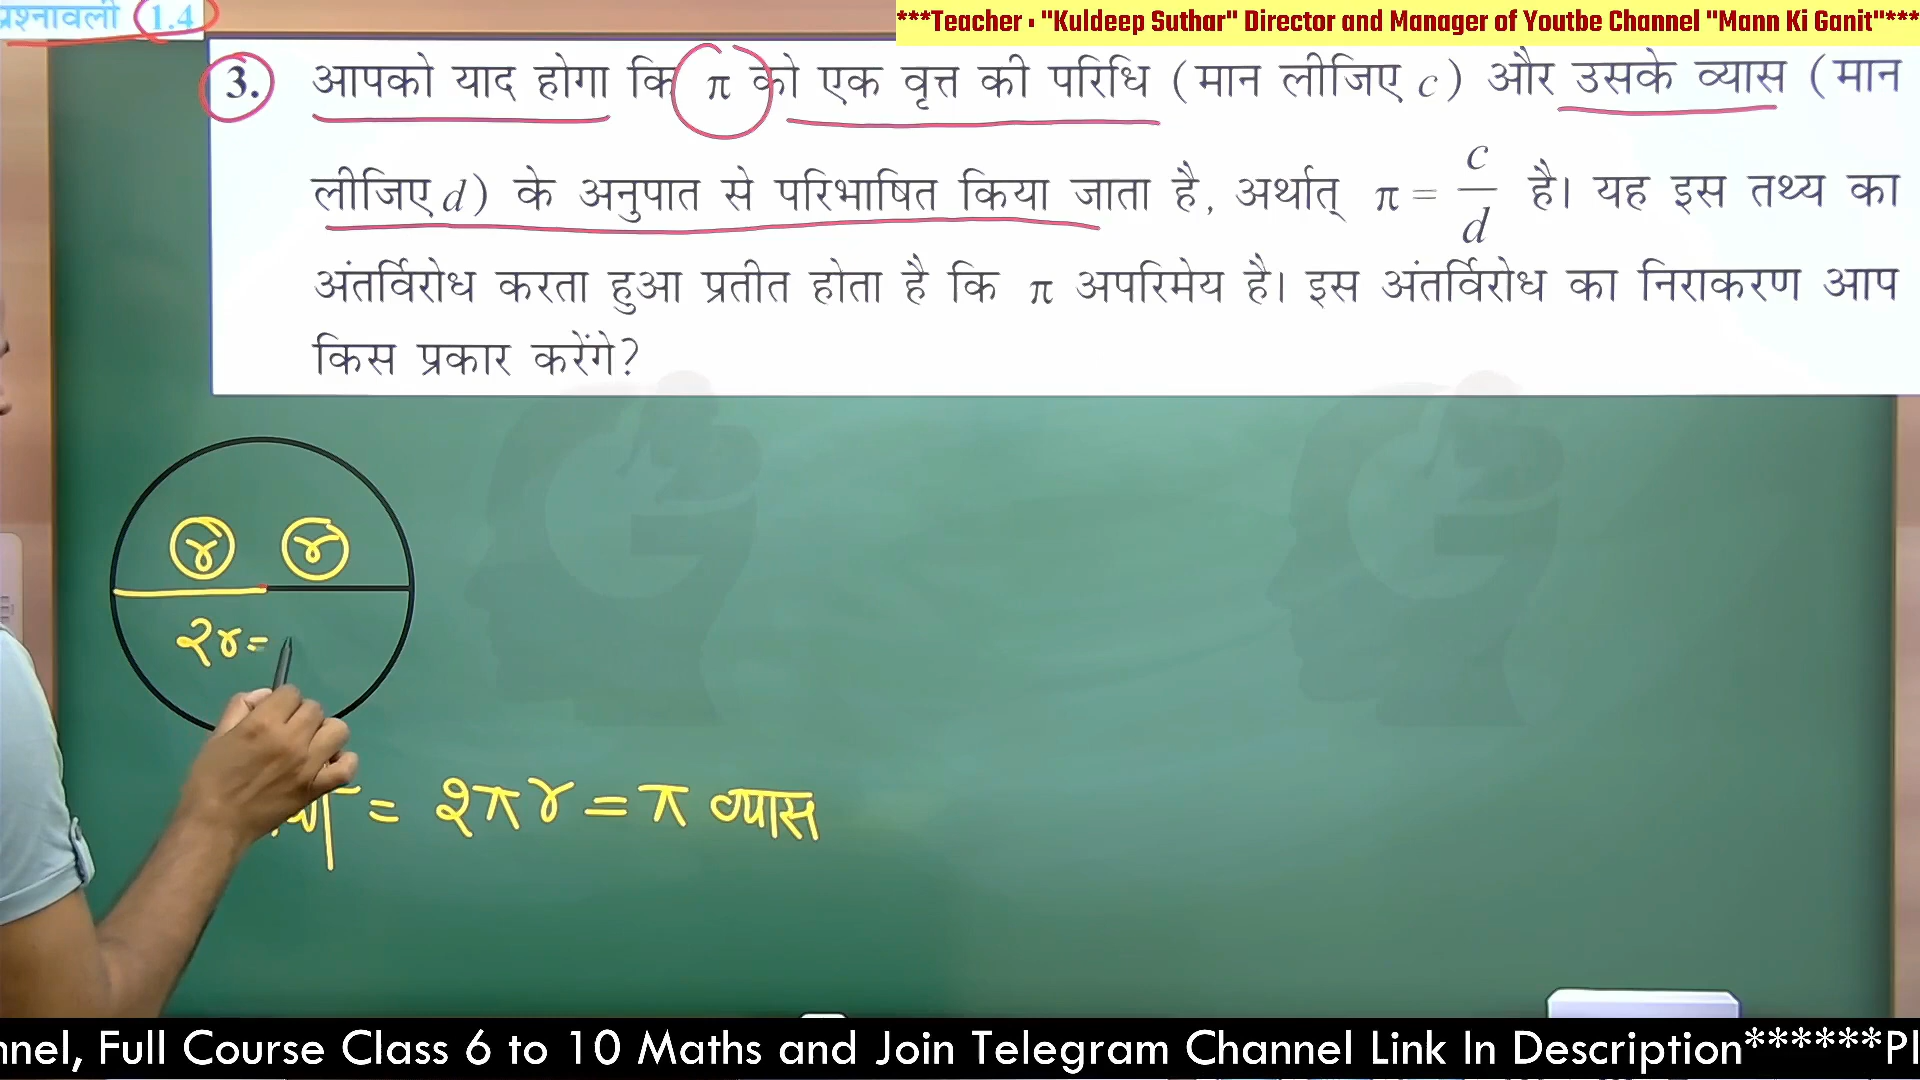 प्रश्नावली 1.4
***Teacher : "Kuldeep Suthar" Director and Manager of Youtbe Channel "Mann Ki Ganit"***
3. आपको याद होगा कि π को एक वृत्त की परिधि (मान लीजिए c) और उसके व्यास (मान
लीजिए d) के अनुपात से परिभाषित किया जाता है, अर्थात् π = c/d है। यह इस तथ्य का
अंतर्विरोध करता हुआ प्रतीत होता है कि π अपरिमेय है। इस अंतर्विरोध का निराकरण आप
किस प्रकार करेंगे?
r r
2r=
= 2πr = π व्यास
nnel, Full Course Class 6 to 10 Maths and Join Telegram Channel Link In Description******Pl